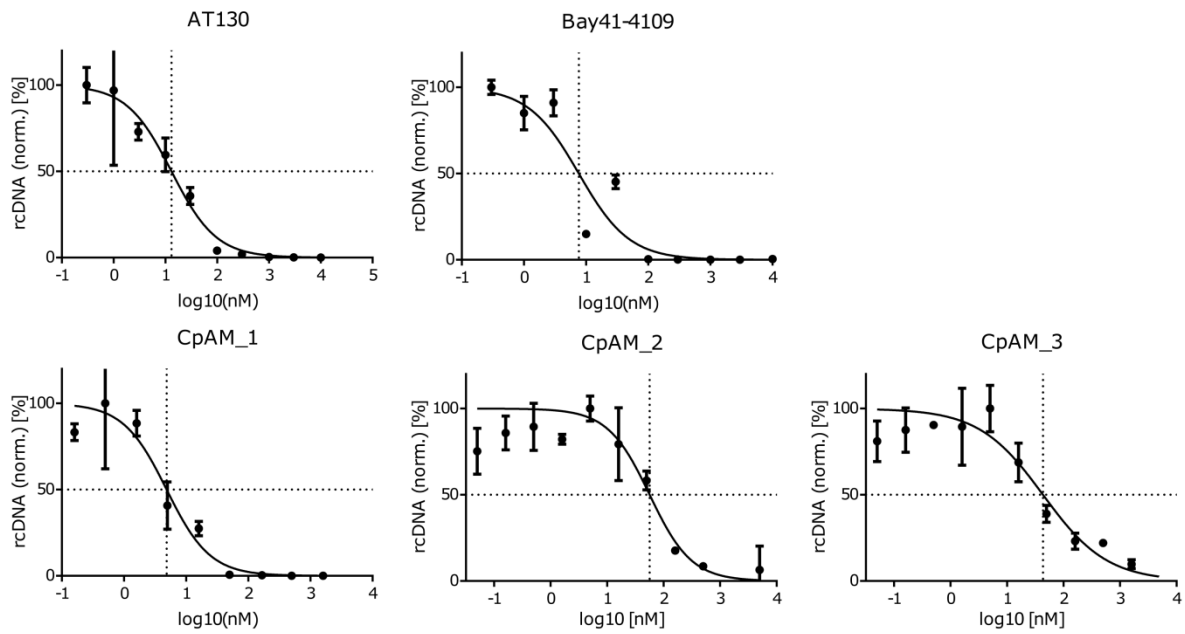 AT130
rcDNA (norm.) [%]
100
50
0
-1 0 1 2 3 4 5
log10(nM)
Bay41-4109
rcDNA (norm.) [%]
100
50
0
-1 0 1 2 3 4
log10(nM)
CpAM_1
rcDNA (norm.) [%]
100
50
0
-1 0 1 2 3 4
log10(nM)
CpAM_2
rcDNA (norm.) [%]
100
50
0
-1 0 1 2 3 4
log10 [nM]
CpAM_3
rcDNA (norm.) [%]
100
50
0
-1 0 1 2 3 4
log10 [nM]